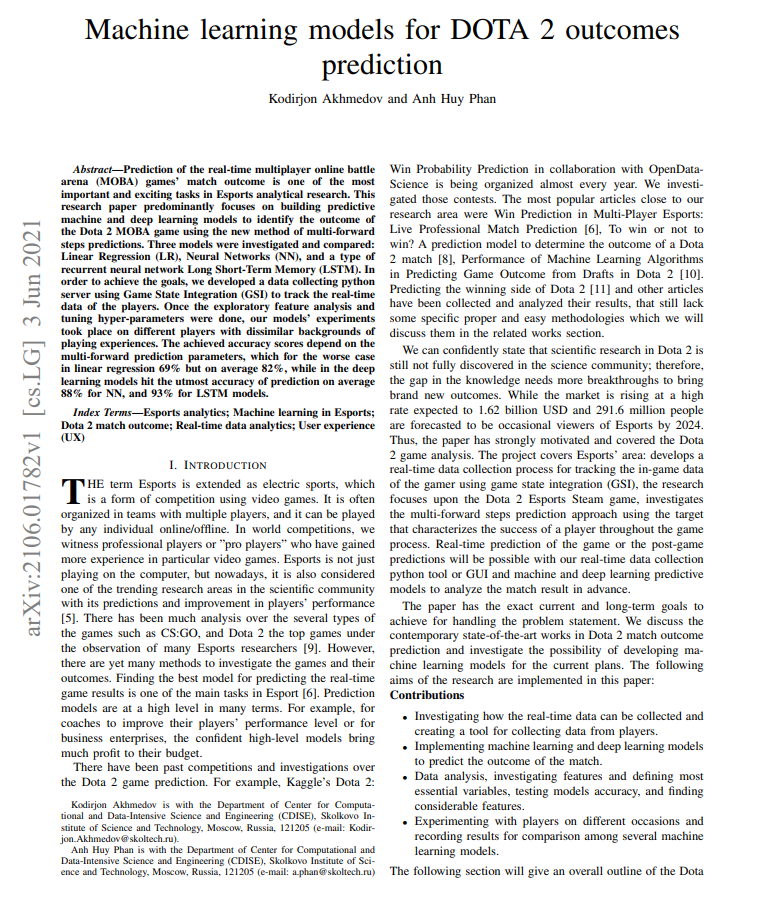 Machine learning models for DOTA 2 outcomes
prediction
Kodirjon Akhmedov and Anh Huy Phan
arXiv:2106.01782v1 [cs.LG] 3 Jun 2021
Abstract—Prediction of the real-time multiplayer online battle
arena (MOBA) games' match outcome is one of the most
important and exciting tasks in Esports analytical research. This
research paper predominantly focuses on building predictive
machine and deep learning models to identify the outcome of
the Dota 2 MOBA game using the new method of multi-forward
steps predictions. Three models were investigated and compared:
Linear Regression (LR), Neural Networks (NN), and a type of
recurrent neural network Long Short-Term Memory (LSTM). In
order to achieve the goals, we developed a data collecting python
server using Game State Integration (GSI) to track the real-time
data of the players. Once the exploratory feature analysis and
tuning hyper-parameters were done, our models' experiments
took place on different players with dissimilar backgrounds of
playing experiences. The achieved accuracy scores depend on the
multi-forward prediction parameters, which for the worse case
in linear regression 69% but on average 82%, while in the deep
learning models hit the utmost accuracy of prediction on average
88% for NN, and 93% for LSTM models.
Index Terms—Esports analytics; Machine learning in Esports;
Dota 2 match outcome; Real-time data analytics; User experience
(UX)
I. INTRODUCTION
THE term Esports is extended as electric sports, which
is a form of competition using video games. It is often
organized in teams with multiple players, and it can be played
by any individual online/offline. In world competitions, we
witness professional players or "pro players" who have gained
more experience in particular video games. Esports is not just
playing on the computer, but nowadays, it is also considered
one of the trending research areas in the scientific community
with its predictions and improvement in players' performance
[5]. There has been much analysis over the several types of
the games such as CS:GO, and Dota 2 the top games under
the observation of many Esports researchers [9]. However,
there are yet many methods to investigate the games and their
outcomes. Finding the best model for predicting the real-time
game results is one of the main tasks in Esport [6]. Prediction
models are at a high level in many terms. For example, for
coaches to improve their players' performance level or for
business enterprises, the confident high-level models bring
much profit to their budget.
There have been past competitions and investigations over
the Dota 2 game prediction. For example, Kaggle's Dota 2:
Kodirjon Akhmedov is with the Department of Center for Computa-
tional and Data-Intensive Science and Engineering (CDISE), Skolkovo In-
stitute of Science and Technology, Moscow, Russia, 121205 (e-mail: Kodir-
jon.Akhmedov@skoltech.ru).
Anh Huy Phan is with the Department of Center for Computational and
Data-Intensive Science and Engineering (CDISE), Skolkovo Institute of Sci-
ence and Technology, Moscow, Russia, 121205 (e-mail: a.phan@skoltech.ru)
Win Probability Prediction in collaboration with OpenData-
Science is being organized almost every year. We investi-
gated those contests. The most popular articles close to our
research area were Win Prediction in Multi-Player Esports:
Live Professional Match Prediction [6], To win or not to
win? A prediction model to determine the outcome of a Dota
2 match [8], Performance of Machine Learning Algorithms
in Predicting Game Outcome from Drafts in Dota 2 [10].
Predicting the winning side of Dota 2 [11] and other articles
have been collected and analyzed their results, that still lack
some specific proper and easy methodologies which we will
discuss them in the related works section.
We can confidently state that scientific research in Dota 2 is
still not fully discovered in the science community; therefore,
the gap in the knowledge needs more breakthroughs to bring
brand new outcomes. While the market is rising at a high
rate expected to 1.62 billion USD and 291.6 million people
are forecasted to be occasional viewers of Esports by 2024.
Thus, the paper has strongly motivated and covered the Dota
2 game analysis. The project covers Esports' area: develops a
real-time data collection process for tracking the in-game data
of the gamer using game state integration (GSI), the research
focuses upon the Dota 2 Esports Steam game, investigates
the multi-forward steps prediction approach using the target
that characterizes the success of a player throughout the game
process. Real-time prediction of the game or the post-game
predictions will be possible with our real-time data collection
python tool or GUI and machine and deep learning predictive
models to analyze the match result in advance.
The paper has the exact current and long-term goals to
achieve for handling the problem statement. We discuss the
contemporary state-of-the-art works in Dota 2 match outcome
prediction and investigate the possibility of developing ma-
chine learning models for the current plans. The following
aims of the research are implemented in this paper:
Contributions
• Investigating how the real-time data can be collected and
creating a tool for collecting data from players.
• Implementing machine learning and deep learning models
to predict the outcome of the match.
• Data analysis, investigating features and defining most
essential variables, testing models accuracy, and finding
considerable features.
• Experimenting with players on different occasions and
recording results for comparison among several machine
learning models.
The following section will give an overall outline of the Dota